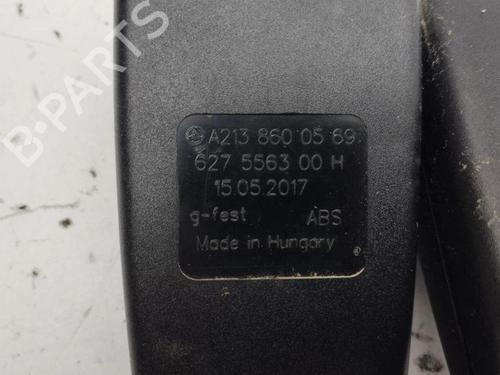 A213 860 05 69
627 5563 00 H
15.05.2017
g-fest ABS
Made in Hungary
B-PARTS